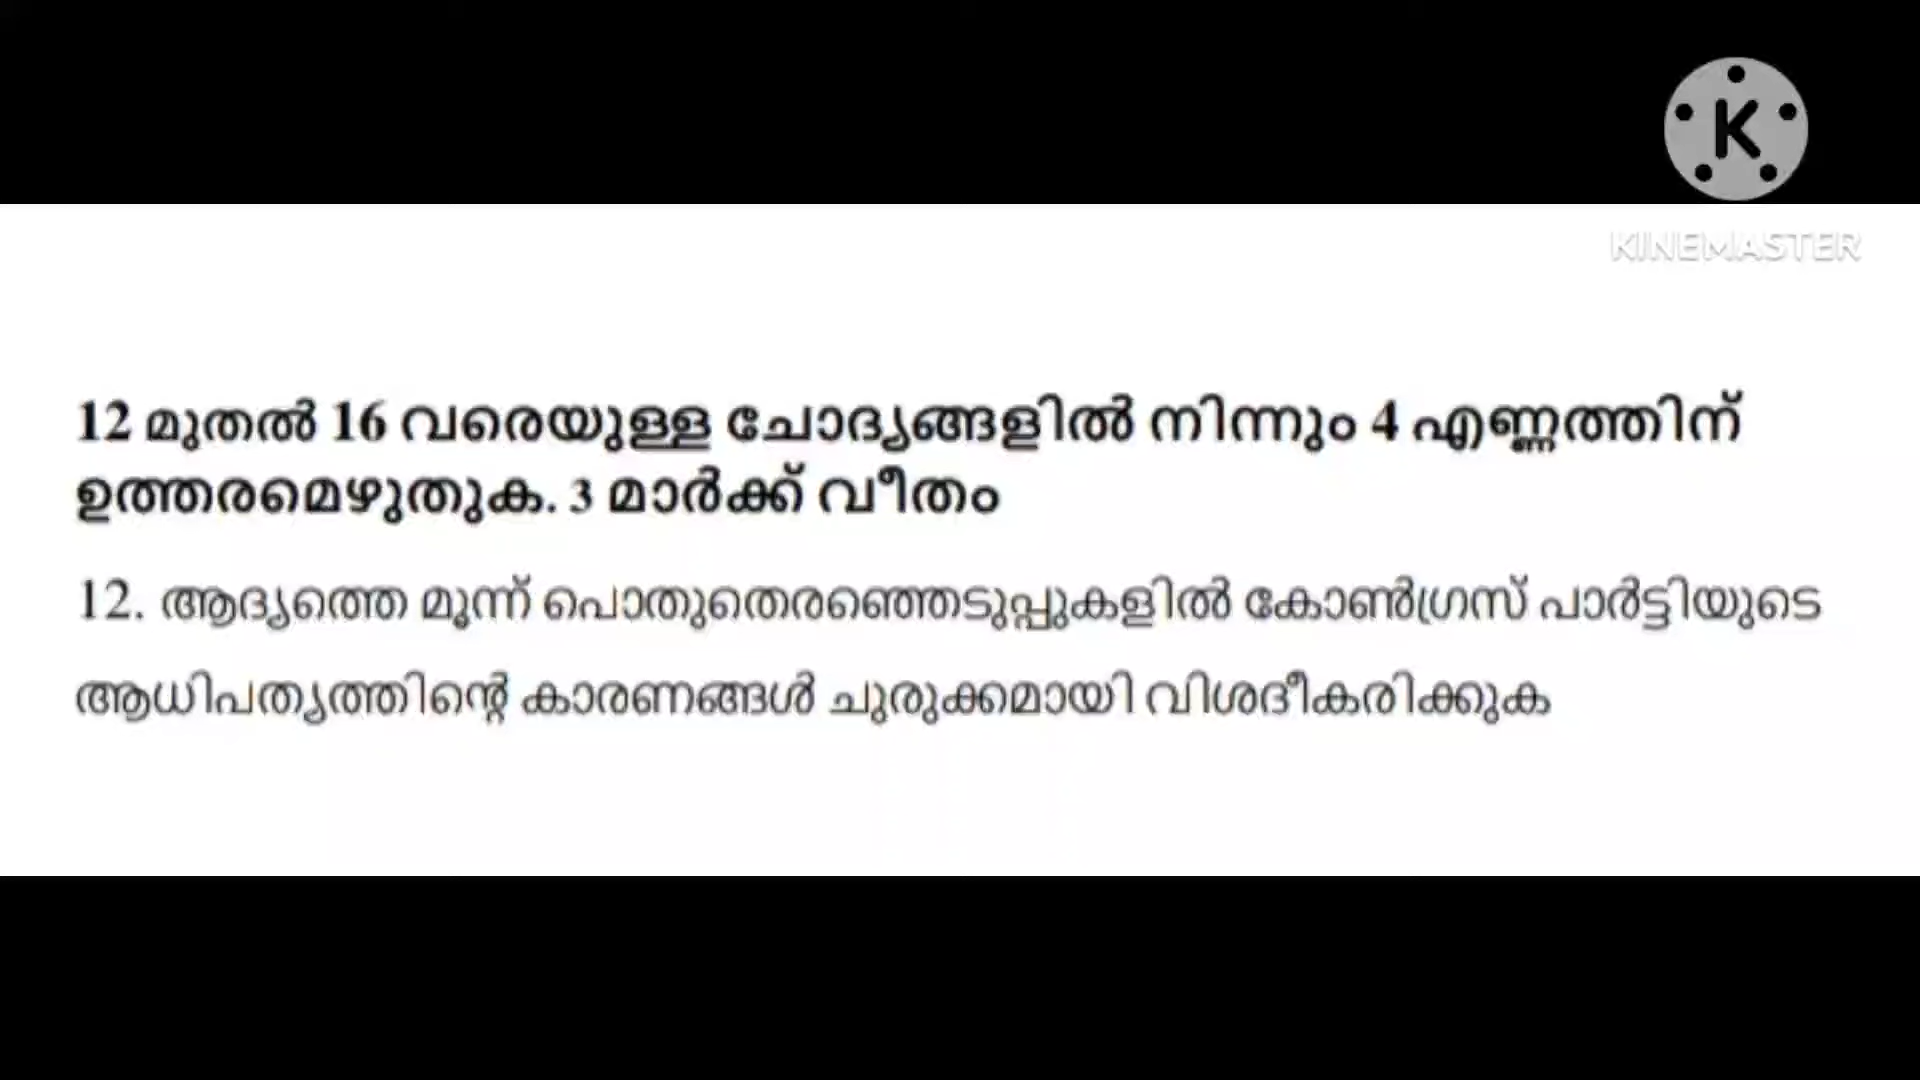 K
KINEMASTER
12 മുതൽ 16 വരെയുള്ള ചോദ്യങ്ങളിൽ നിന്നും 4 എണ്ണത്തിന്
ഉത്തരമെഴുതുക. 3 മാർക്ക് വീതം
12. ആദ്യത്തെ മൂന്ന് പൊതുതെരഞ്ഞെടുപ്പുകളിൽ കോൺഗ്രസ് പാർട്ടിയുടെ
ആധിപത്യത്തിന്റെ കാരണങ്ങൾ ചുരുക്കമായി വിശദീകരിക്കുക